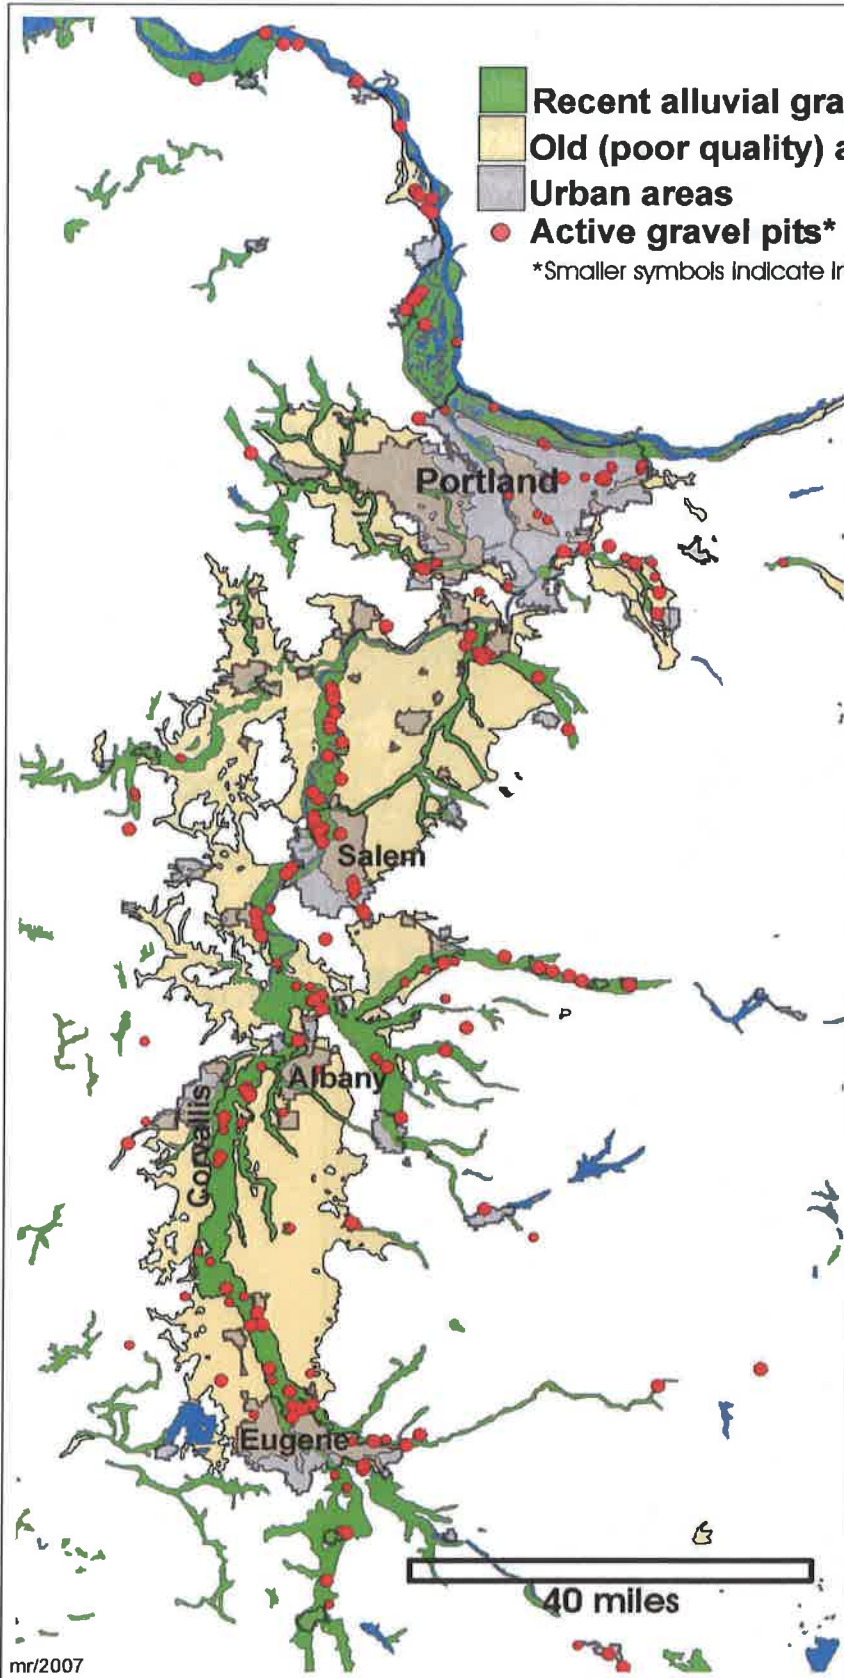 Recent alluvial gra
Old (poor quality) a
Urban areas
Active gravel pits*
*Smaller symbols indicate in
Portland
Salem
Albany
Corvallis
Eugene
40 miles
mr/2007